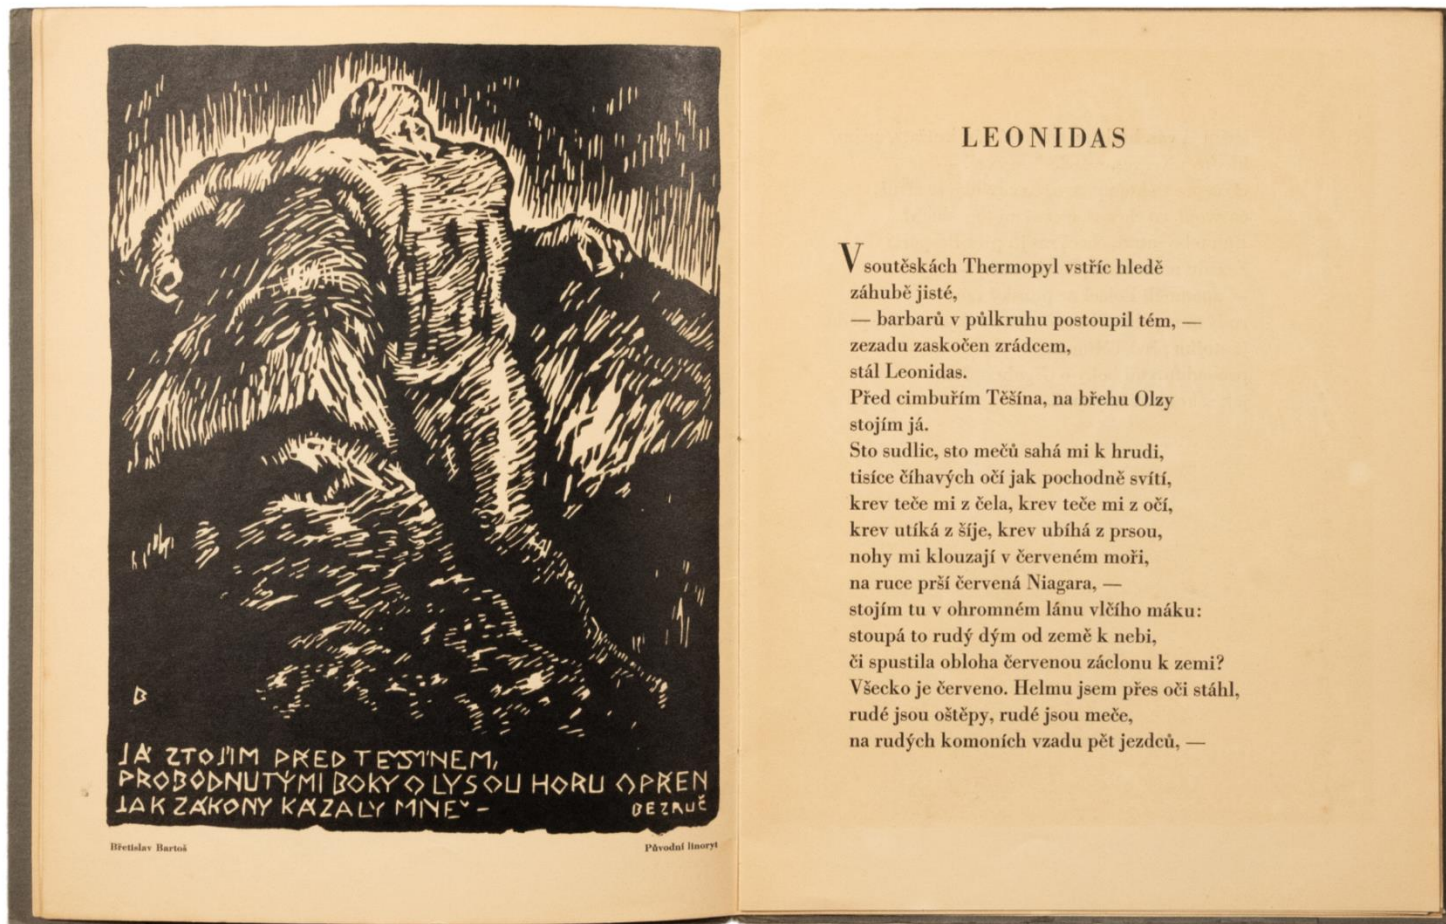 JÁ ZTOJÍM PŘED TĚŠÍNEM,
PROBODNUTÝMI BOKY O LYSOU HORU OPŘEN
JAK ZÁKONY KÁZALY MNĚ –
BEZRUČ
B
Břetislav Bartoš
Původní linoryt
LEONIDAS
V soutěskách Thermopyl vstříc hledě
záhubě jisté,
— barbarů v půlkruhu postoupil tém, —
zezadu zaskočen zrádcem,
stál Leonidas.
Před cimbuřím Těšína, na břehu Olzy
stojím já.
Sto sudlic, sto mečů sahá mi k hrudi,
tisíce číhavých očí jak pochodně svítí,
krev teče mi z čela, krev teče mi z očí,
krev utíká z šíje, krev ubíhá z prsou,
nohy mi klouzají v červeném moři,
na ruce prší červená Niagara, —
stojím tu v ohromném lánu vlčího máku:
stoupá to rudý dým od země k nebi,
či spustila obloha červenou záclonu k zemi?
Všecko je červeno. Helmu jsem přes oči stáhl,
rudé jsou oštěpy, rudé jsou meče,
na rudých komoních vzadu pět jezdců, —